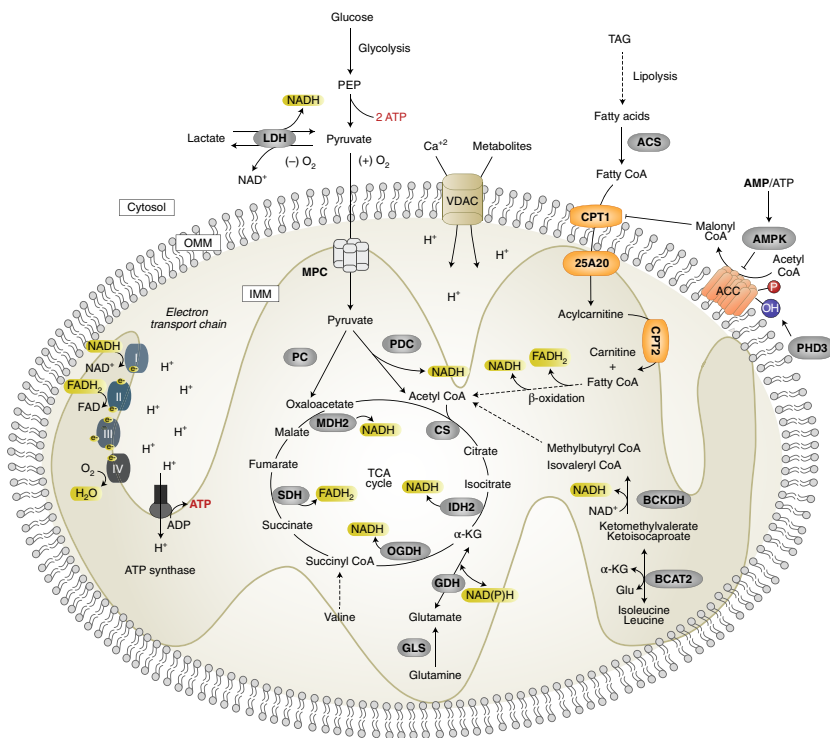 Glucose
Glycolysis
PEP
2 ATP
NADH
Lactate
LDH
Pyruvate
(–) O2
(+) O2
NAD+
TAG
Lipolysis
Fatty acids
ACS
Fatty CoA
Ca+2
Metabolites
VDAC
AMP/ATP
Cytosol
OMM
IMM
CPT1
Malonyl
CoA
AMPK
Acetyl
CoA
ACC
P
OH
PHD3
H+
H+
H+
MPC
25A20
Acylcarnitine
CPT2
Carnitine
+
Fatty CoA
Electron
transport chain
NADH
NAD+
I
e-
FADH2
II
FAD
e-
e-
III
e-
e-
IV
O2
H2O
H+
H+
H+
H+
H+
H+
ATP
ADP
H+
ATP synthase
Pyruvate
PC
PDC
NADH
NADH
FADH2
β-oxidation
Oxaloacetate
Acetyl CoA
MDH2
NADH
CS
Malate
Citrate
Fumarate
TCA
cycle
Isocitrate
NADH
SDH
FADH2
IDH2
Succinate
NADH
α-KG
OGDH
Succinyl CoA
GDH
NAD(P)H
Valine
Glutamate
GLS
Glutamine
Methylbutyryl CoA
Isovaleryl CoA
NADH
BCKDH
NAD+
Ketomethylvalerate
Ketoisocaproate
α-KG
BCAT2
Glu
Isoleucine
Leucine